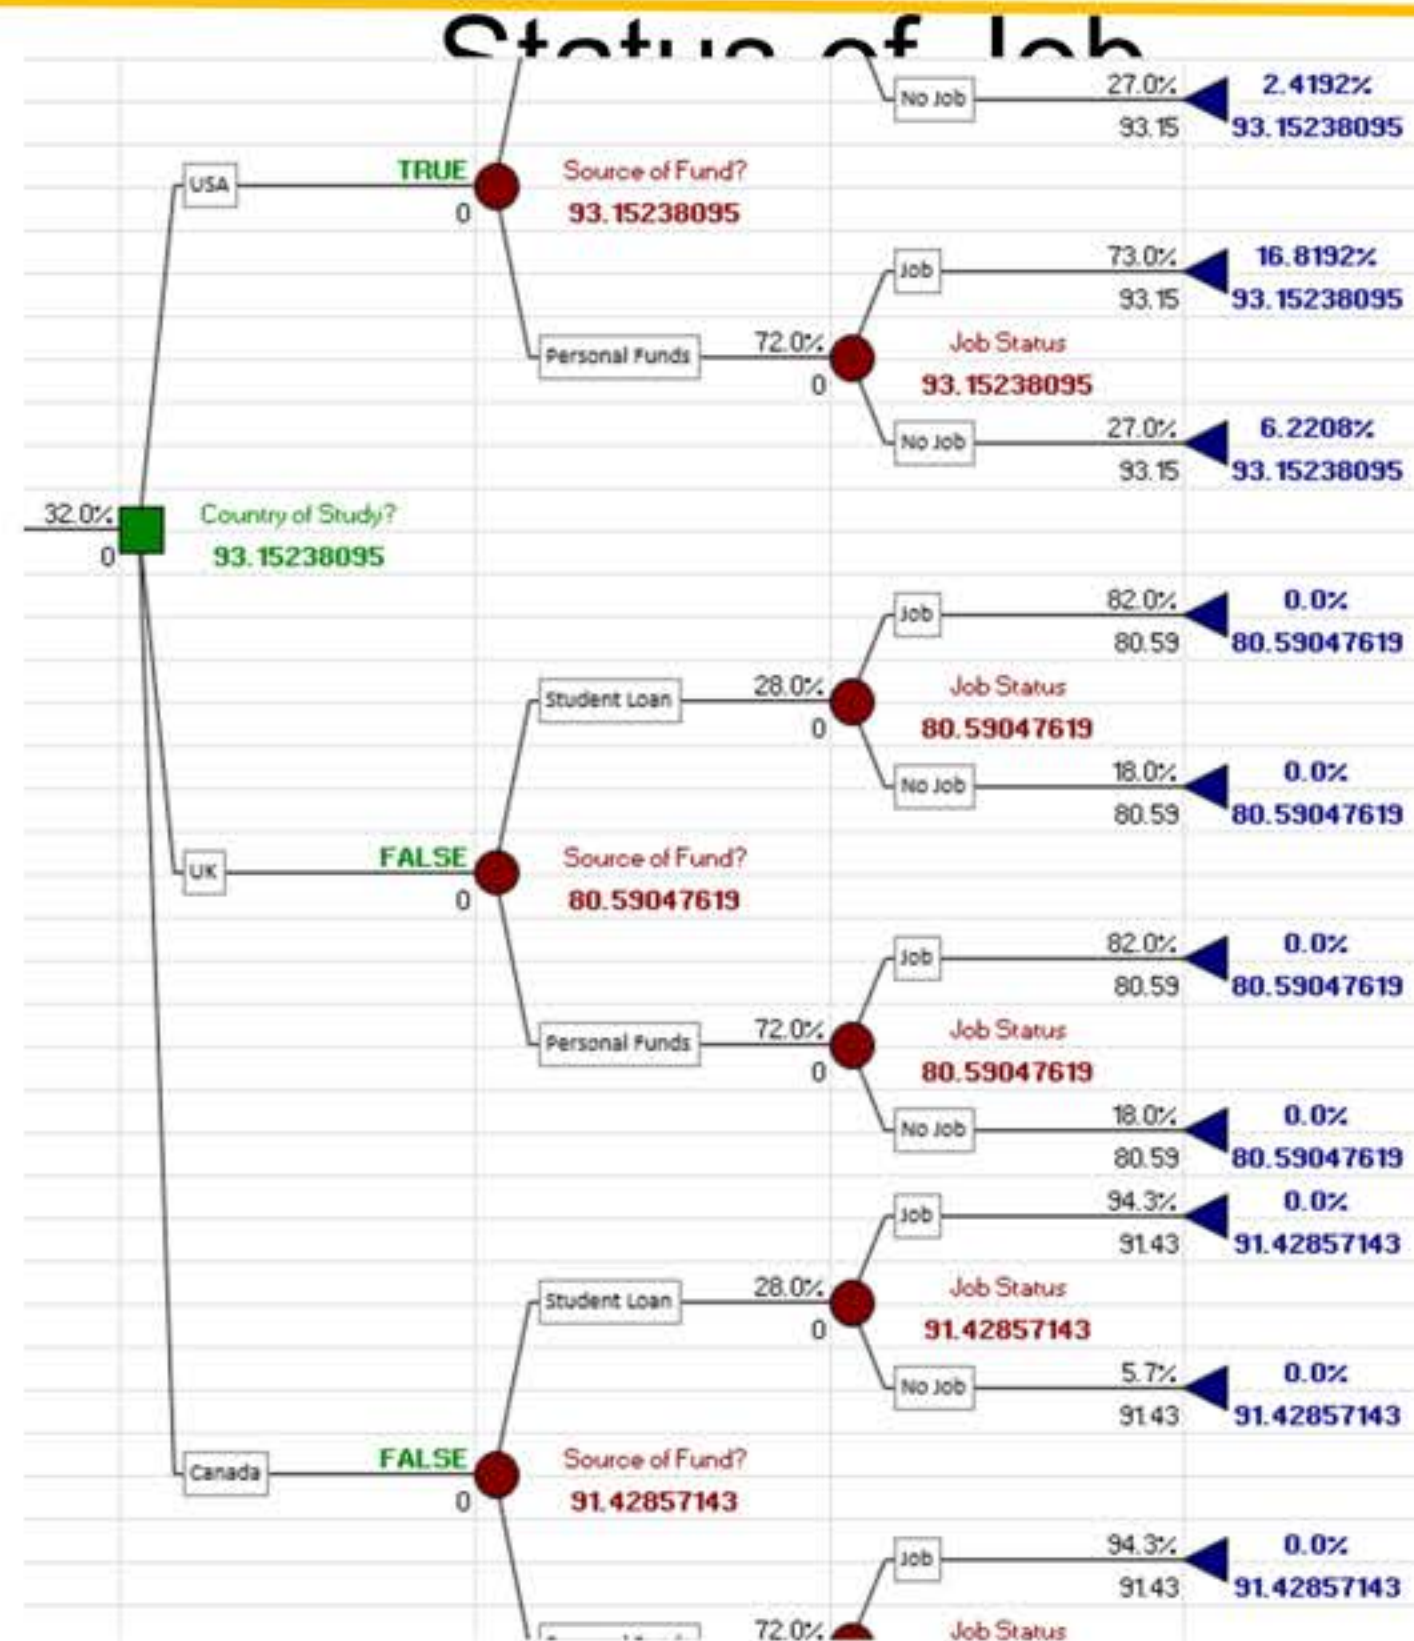 Status of Job
27.0% 2.4192%
No Job
93.15 93.15238095
TRUE Source of Fund?
USA
0 93.15238095
73.0% 16.8192%
Job
93.15 93.15238095
72.0% Job Status
Personal Funds
0 93.15238095
27.0% 6.2208%
No Job
93.15 93.15238095
32.0% Country of Study?
0 93.15238095
82.0% 0.0%
Job
80.59 80.59047619
28.0% Job Status
Student Loan
0 80.59047619
18.0% 0.0%
No Job
80.59 80.59047619
FALSE Source of Fund?
UK
0 80.59047619
82.0% 0.0%
Job
80.59 80.59047619
72.0% Job Status
Personal Funds
0 80.59047619
18.0% 0.0%
No Job
80.59 80.59047619
94.3% 0.0%
Job
91.43 91.42857143
28.0% Job Status
Student Loan
0 91.42857143
5.7% 0.0%
No Job
91.43 91.42857143
FALSE Source of Fund?
Canada
0 91.42857143
94.3% 0.0%
Job
91.43 91.42857143
72.0% Job Status